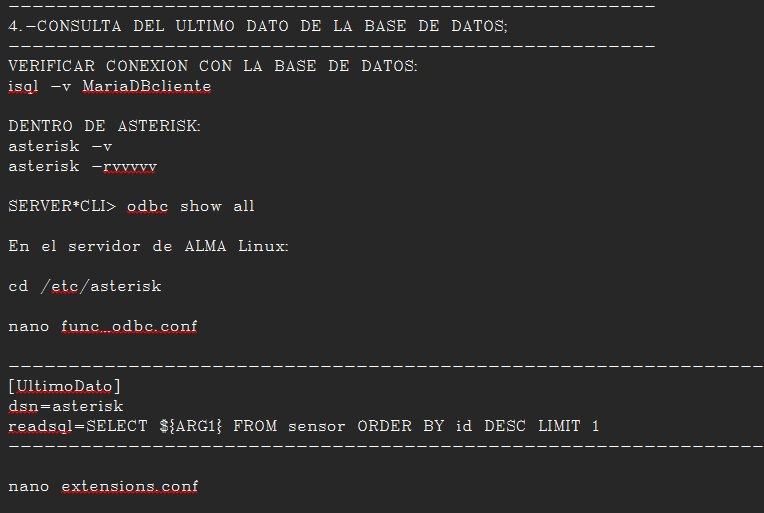 -----------------------------------------------------
4.-CONSULTA DEL ULTIMO DATO DE LA BASE DE DATOS;
-----------------------------------------------------
VERIFICAR CONEXION CON LA BASE DE DATOS:
isql -v MariaDBcliente
DENTRO DE ASTERISK:
asterisk -v
asterisk -rvvvvv
SERVER*CLI> odbc show all
En el servidor de ALMA Linux:
cd /etc/asterisk
nano func_odbc.conf
--------------------------------------------------------------
[UltimoDato]
dsn=asterisk
readsql=SELECT ${ARG1} FROM sensor ORDER BY id DESC LIMIT 1
--------------------------------------------------------------
nano extensions.conf